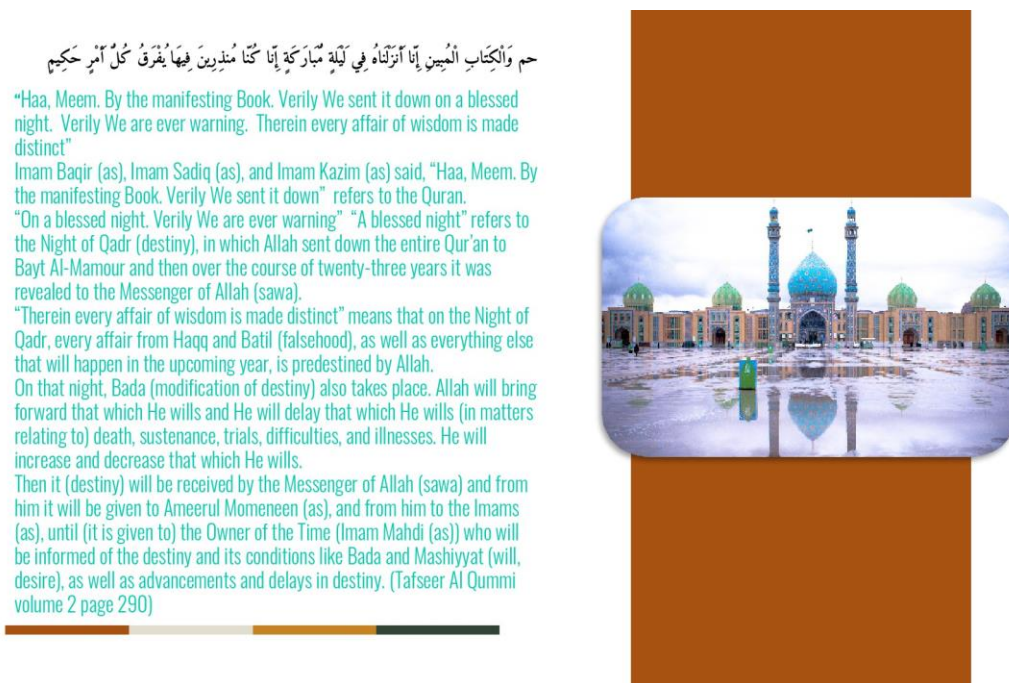 حم وَالْكِتَابِ الْمُبِينِ إِنَّا أَنْزَلْنَاهُ فِي لَيْلَةٍ مُّبَارَكَةٍ إِنَّا كُنَّا مُنذِرِينَ فِيهَا يُفْرَقُ كُلُّ أَمْرٍ حَكِيمٍ
“Haa, Meem. By the manifesting Book. Verily We sent it down on a blessed
night.  Verily We are ever warning.  Therein every affair of wisdom is made
distinct”
Imam Baqir (as), Imam Sadiq (as), and Imam Kazim (as) said, “Haa, Meem. By
the manifesting Book. Verily We sent it down”  refers to the Quran.
“On a blessed night. Verily We are ever warning”  “A blessed night” refers to
the Night of Qadr (destiny), in which Allah sent down the entire Qur’an to
Bayt Al-Mamour and then over the course of twenty-three years it was
revealed to the Messenger of Allah (sawa).
“Therein every affair of wisdom is made distinct” means that on the Night of
Qadr, every affair from Haqq and Batil (falsehood), as well as everything else
that will happen in the upcoming year, is predestined by Allah.
On that night, Bada (modification of destiny) also takes place. Allah will bring
forward that which He wills and He will delay that which He wills (in matters
relating to) death, sustenance, trials, difficulties, and illnesses. He will
increase and decrease that which He wills.
Then it (destiny) will be received by the Messenger of Allah (sawa) and from
him it will be given to Ameerul Momeneen (as), and from him to the Imams
(as), until (it is given to) the Owner of the Time (Imam Mahdi (as)) who will
be informed of the destiny and its conditions like Bada and Mashiyyat (will,
desire), as well as advancements and delays in destiny. (Tafseer Al Qummi
volume 2 page 290)